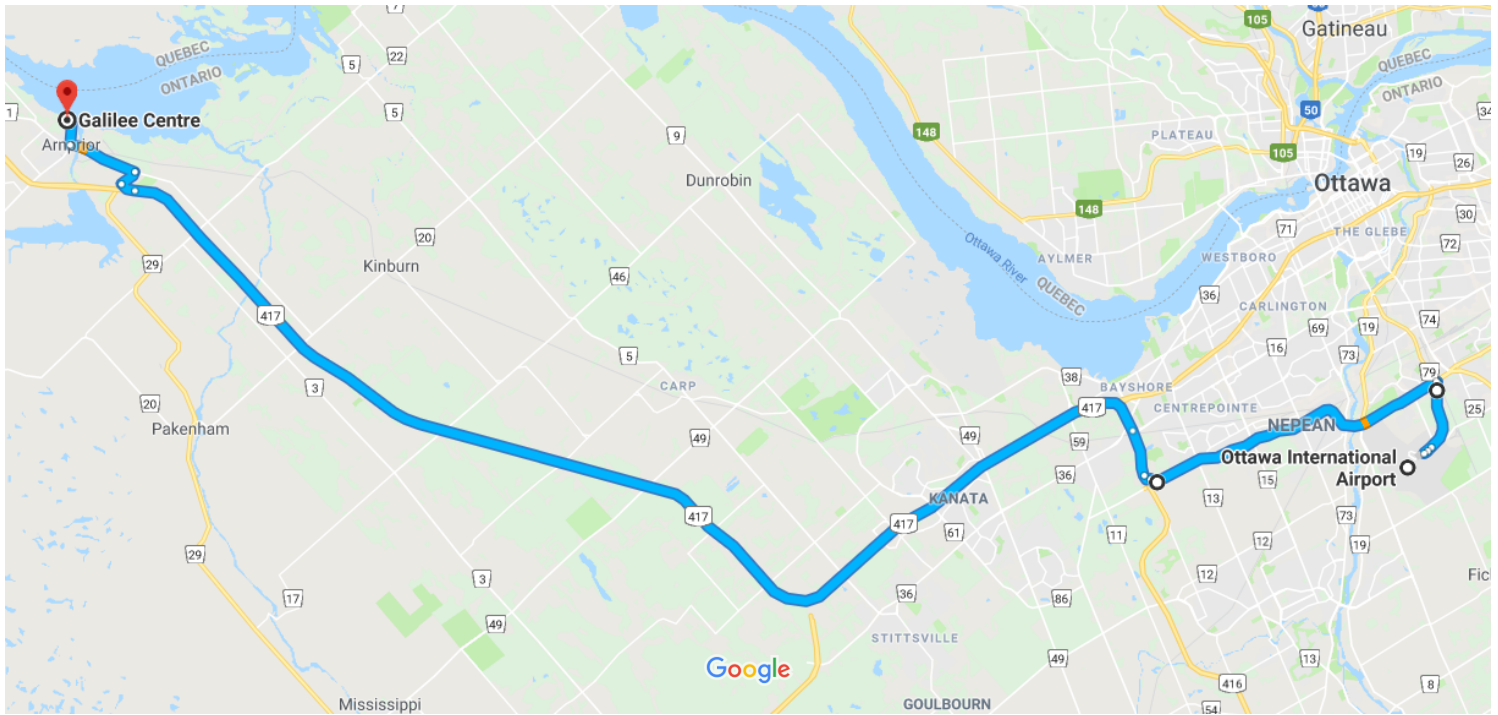 7
105
Gatineau
QUEBEC
ONTARIO
5
22
QUEBEC
ONTARIO
Galilee Centre
1
Arnprior
5
9
148
PLATEAU
50
105
19
34
26
Dunrobin
Ottawa
148
30
71
THE GLEBE
72
20
29
Kinburn
46
Ottawa River
QUEBEC
AYLMER
WESTBORO
36
CARLINGTON
417
69
19
74
5
16
73
3
CARP
38
BAYSHORE
79
20
417
CENTREPOINTE
25
Pakenham
49
49
59
NEPEAN
Ottawa International
Airport
36
15
13
KANATA
417
417
61
11
73
19
29
12
3
12
Fic
17
36
86
49
STITTSVILLE
Google
49
13
416
8
Mississippi
GOULBOURN
54